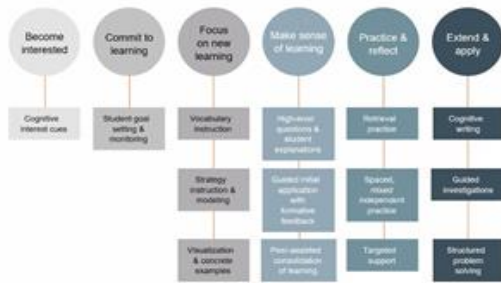 Become
interested
Commit to
learning
Focus
on new
learning
Make sense
of learning
Practice &
reflect
Extend &
apply
Cognitive
interest cues
Student goal
setting &
monitoring
Vocabulary
instruction
High-level
questions &
student
explanations
Retrieval
practice
Cognitive
writing
Strategy
instruction &
modeling
Guided initial
application
with
formative
feedback
Spaced,
mixed
independent
practice
Guided
investigations
Visualization
& concrete
examples
Peer-assisted
consolidation
of learning
Targeted
support
Structured
problem
solving